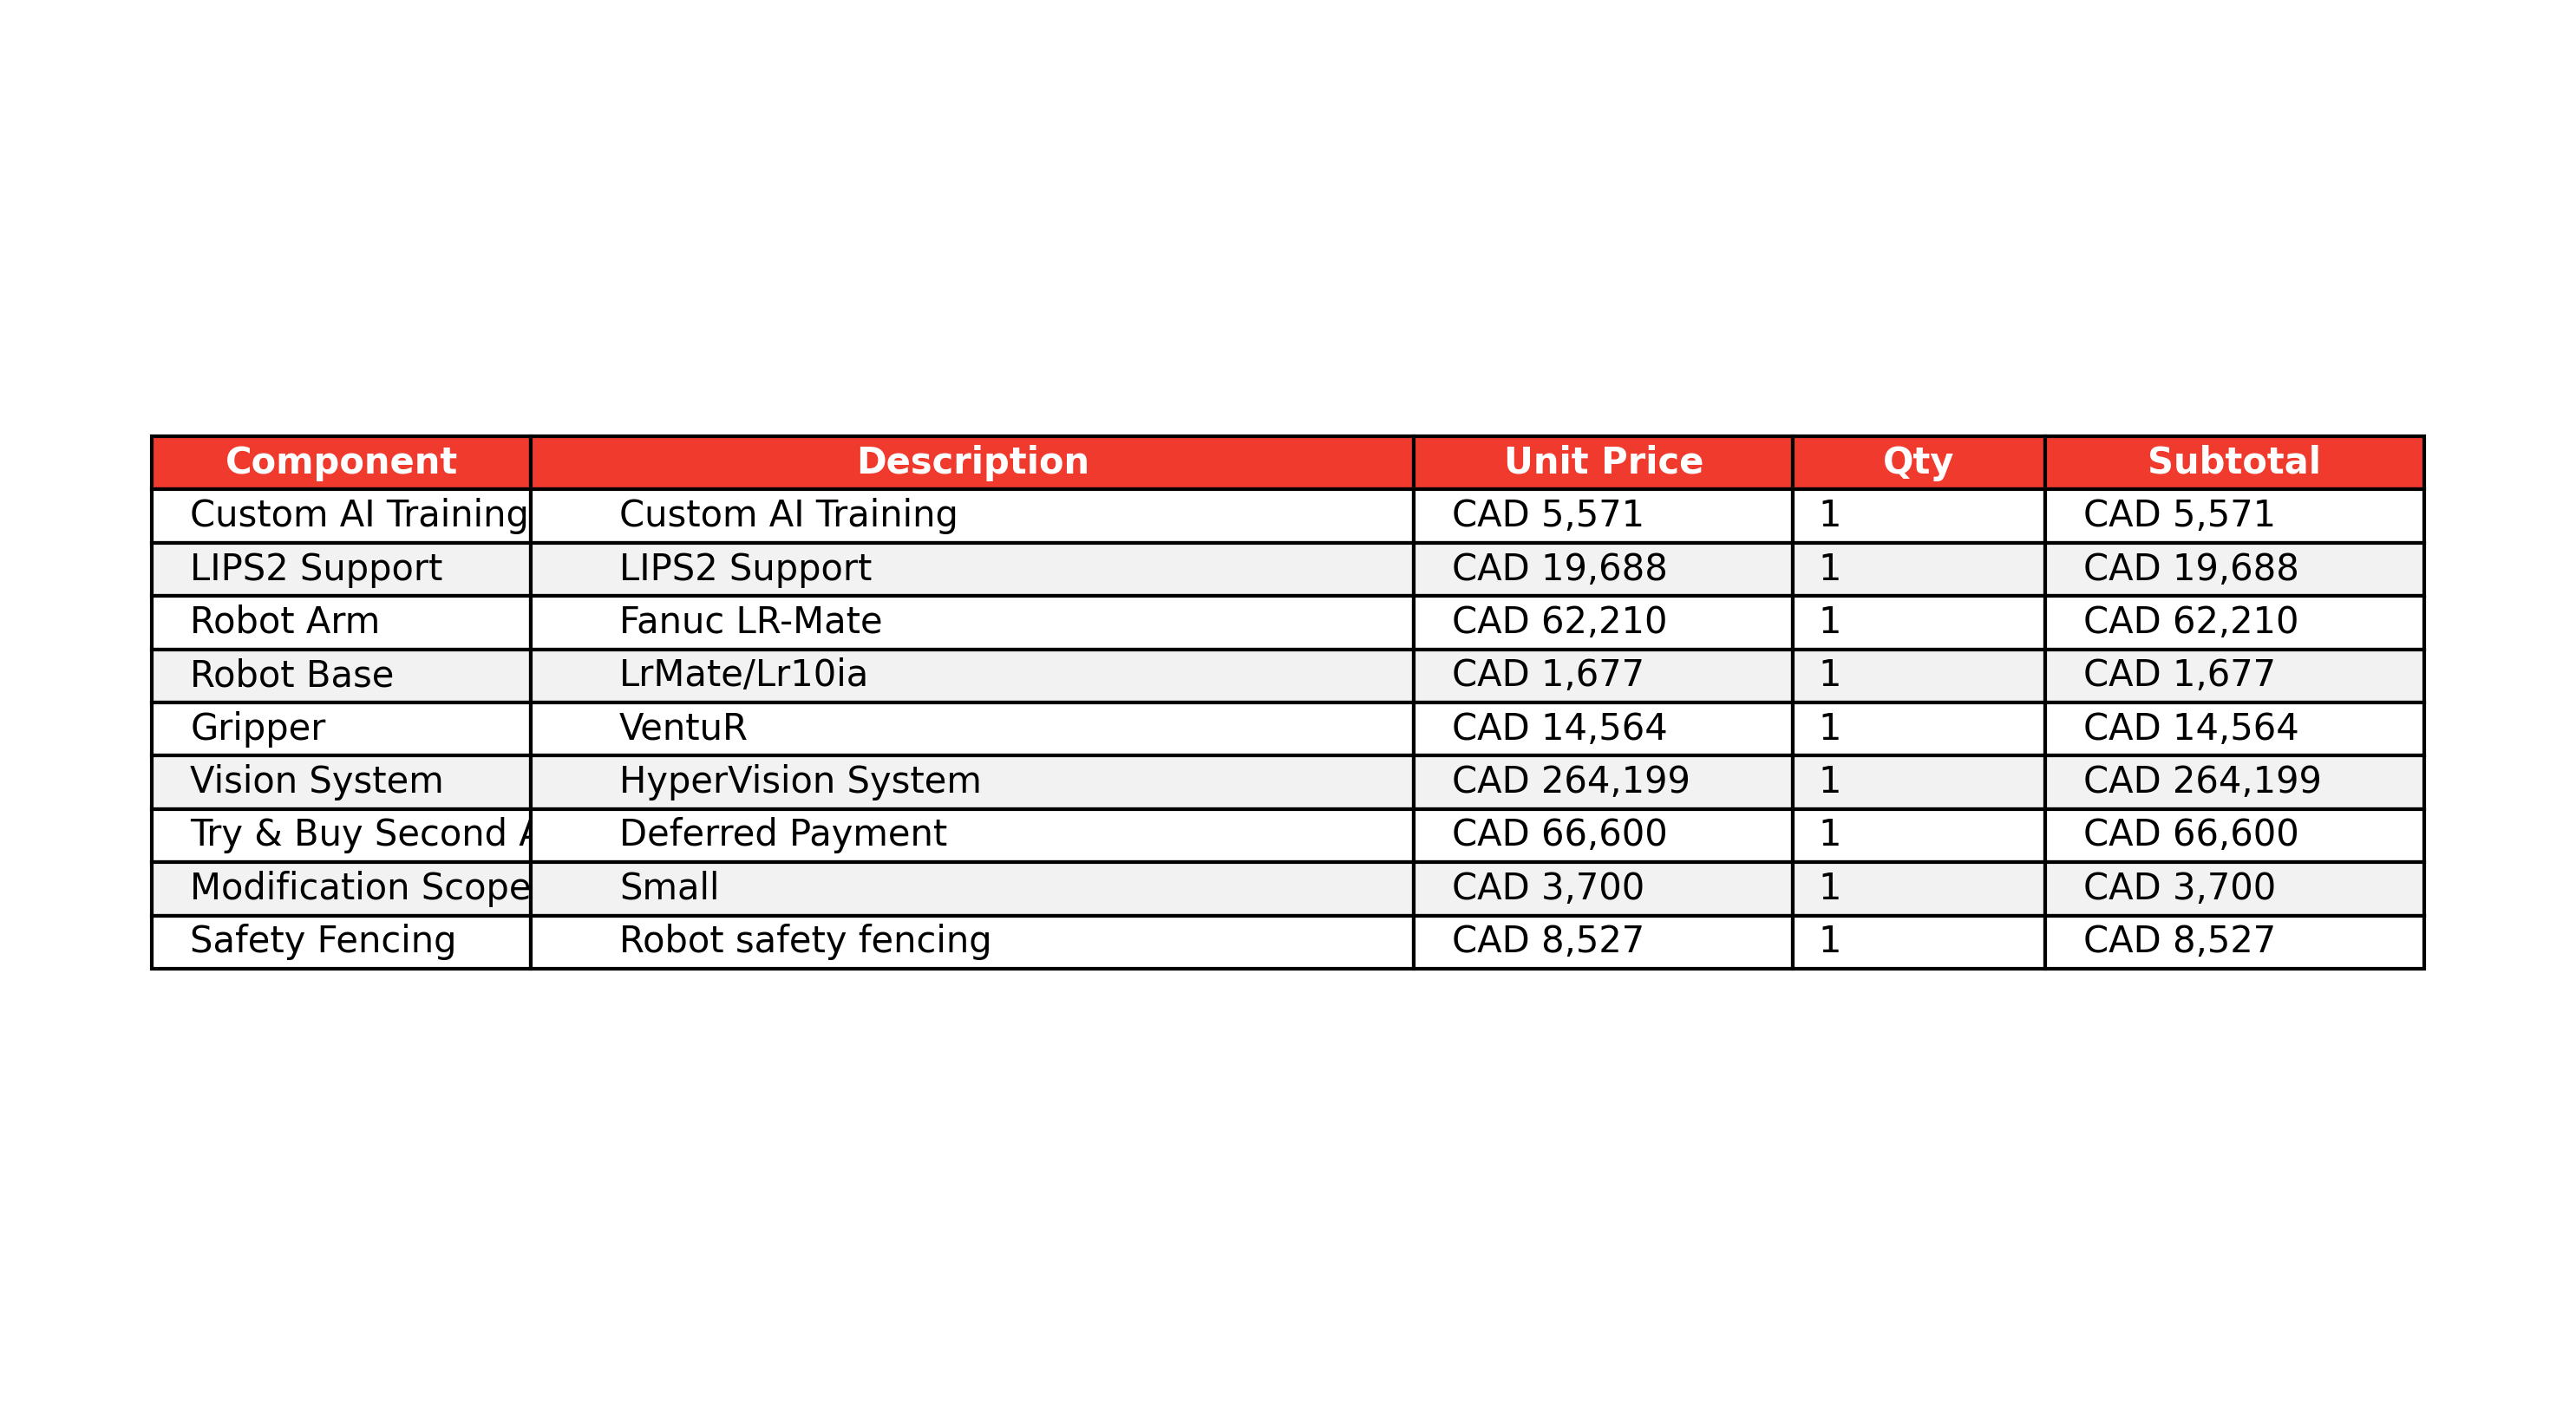 Component Description Unit Price Qty Subtotal
Custom AI Training Custom AI Training CAD 5,571 1 CAD 5,571
LIPS2 Support LIPS2 Support CAD 19,688 1 CAD 19,688
Robot Arm Fanuc LR-Mate CAD 62,210 1 CAD 62,210
Robot Base LrMate/Lr10ia CAD 1,677 1 CAD 1,677
Gripper VentuR CAD 14,564 1 CAD 14,564
Vision System HyperVision System CAD 264,199 1 CAD 264,199
Try & Buy Second Deferred Payment CAD 66,600 1 CAD 66,600
Modification Scope Small CAD 3,700 1 CAD 3,700
Safety Fencing Robot safety fencing CAD 8,527 1 CAD 8,527